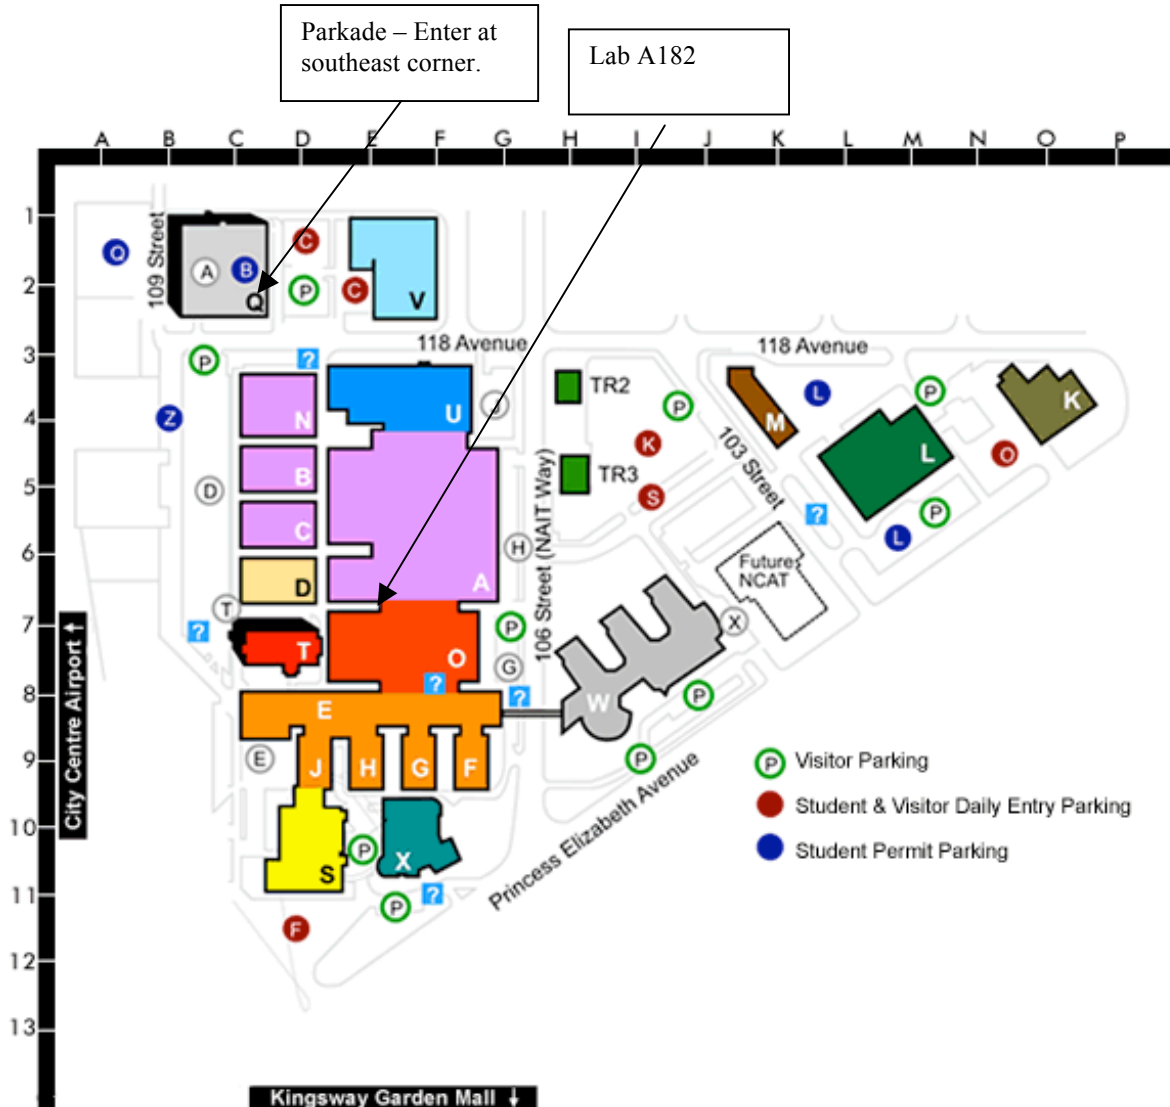 Parkade – Enter at
southeast corner.
Lab A182
A B C D E F G H I J K L M N O P
1
2
3
4
5
6
7
8
9
10
11
12
13
109 Street
O
A
B
Q
C
P
C
V
118 Avenue
118 Avenue
P
?
Z
N
U
J
TR2
P
M
L
P
K
B
D
C
TR3
K
S
103 Street
L
O
P
?
L
A
H
106 Street (NAIT Way)
Future
NCAT
D
T
?
T
O
P
G
X
?
?
E
W
P
E
J
H
G
F
P
Princess Elizabeth Avenue
S
P
X
?
P
F
City Centre Airport ↑
P Visitor Parking
Student & Visitor Daily Entry Parking
Student Permit Parking
Kingsway Garden Mall ↓